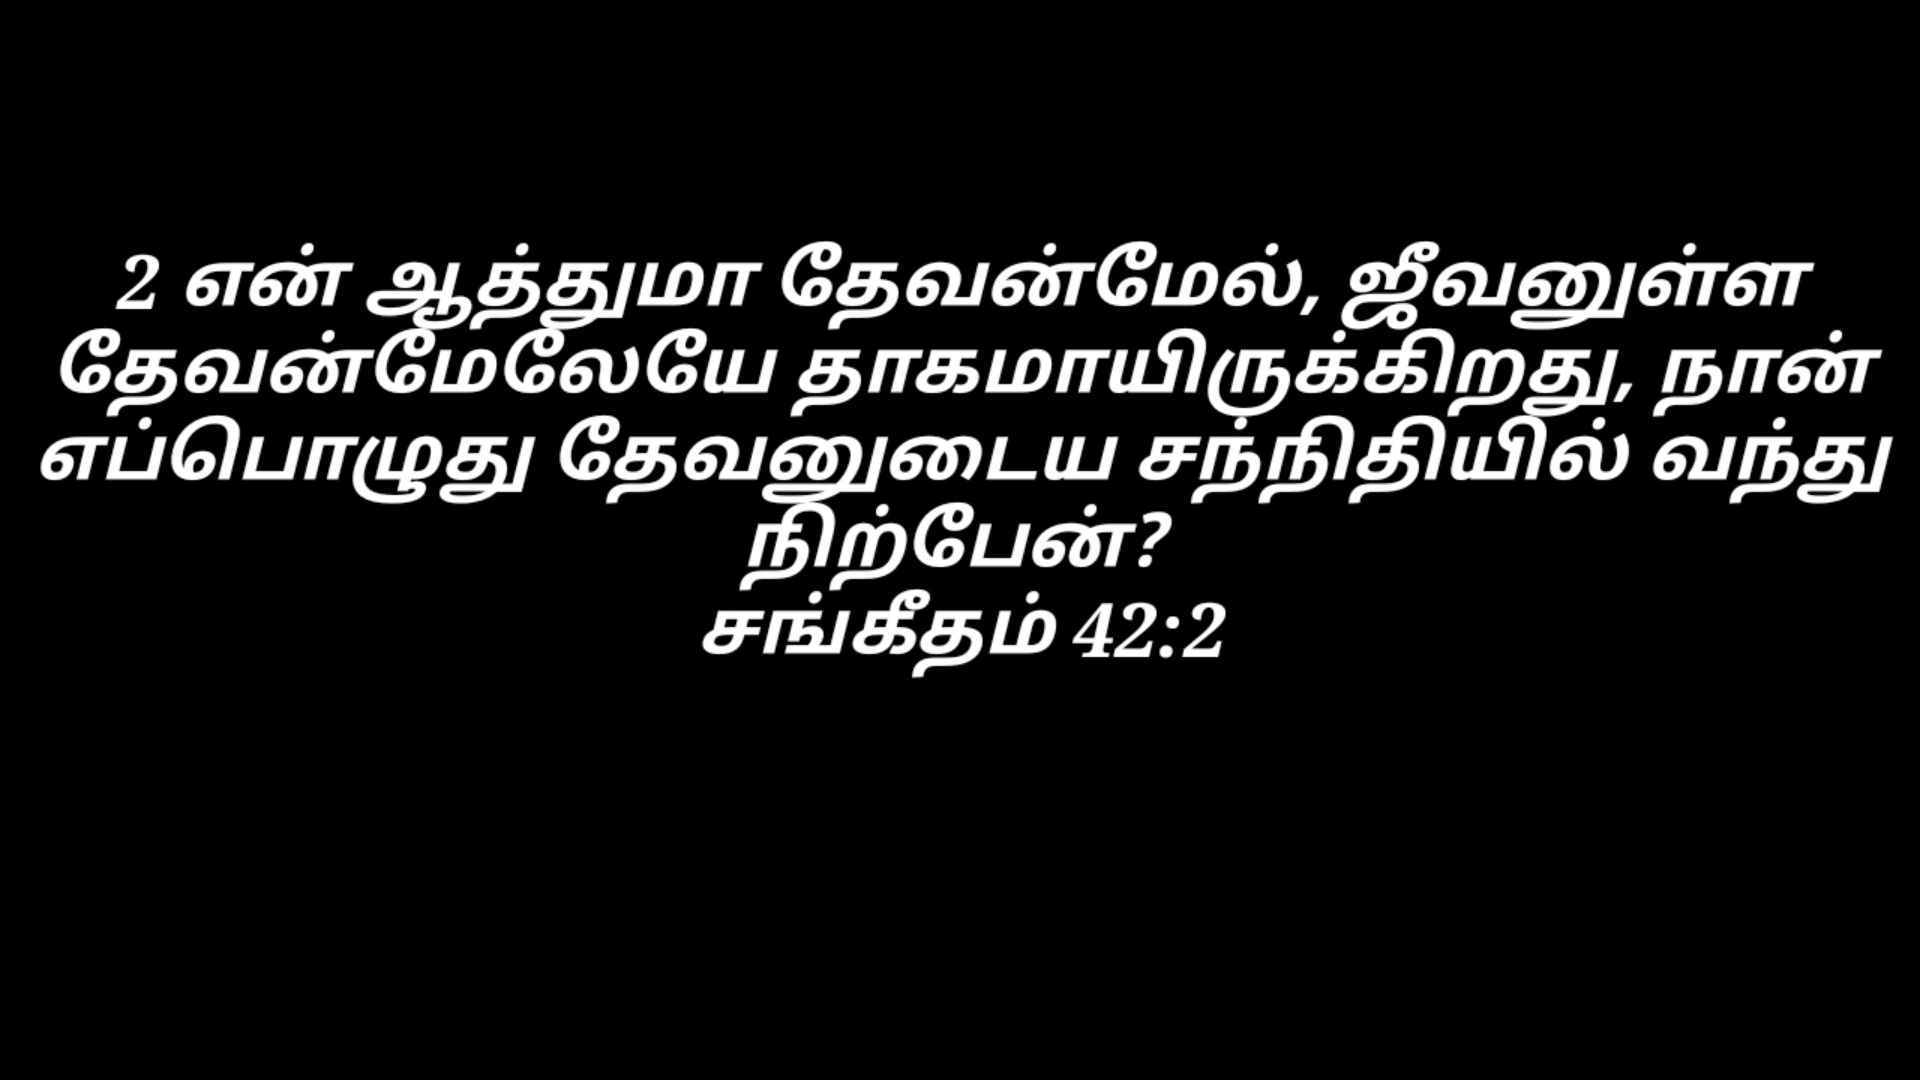 2 என் ஆத்துமா தேவன்மேல், ஜீவனுள்ள
தேவன்மேலேயே தாகமாயிருக்கிறது, நான்
எப்பொழுது தேவனுடைய சந்நிதியில் வந்து
நிற்பேன்?
சங்கீதம் 42:2